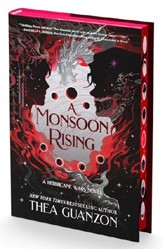 A
MONSOON
RISING
A HURRICANE WARS NOVEL
NEW YORK TIMES BESTSELLING AUTHOR
THEA GUANZON